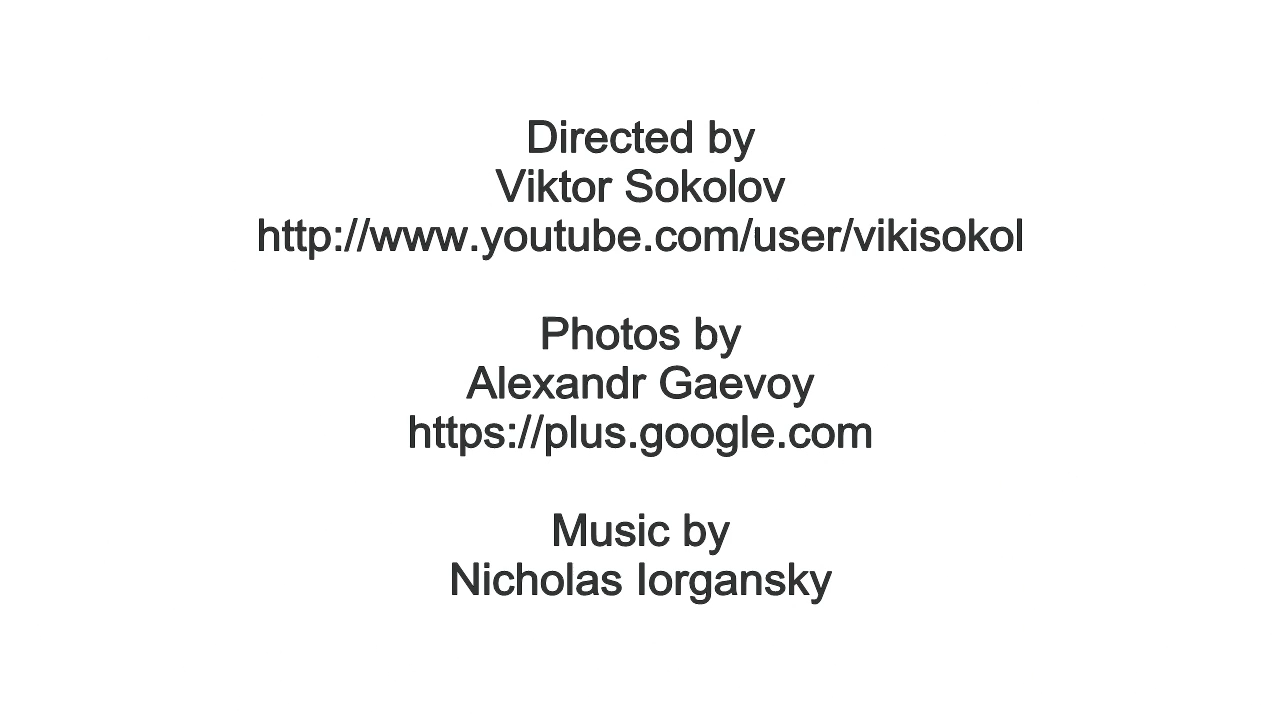 Directed by
Viktor Sokolov
http://www.youtube.com/user/vikisokol
Photos by
Alexandr Gaevoy
https://plus.google.com
Music by
Nicholas Iorgansky